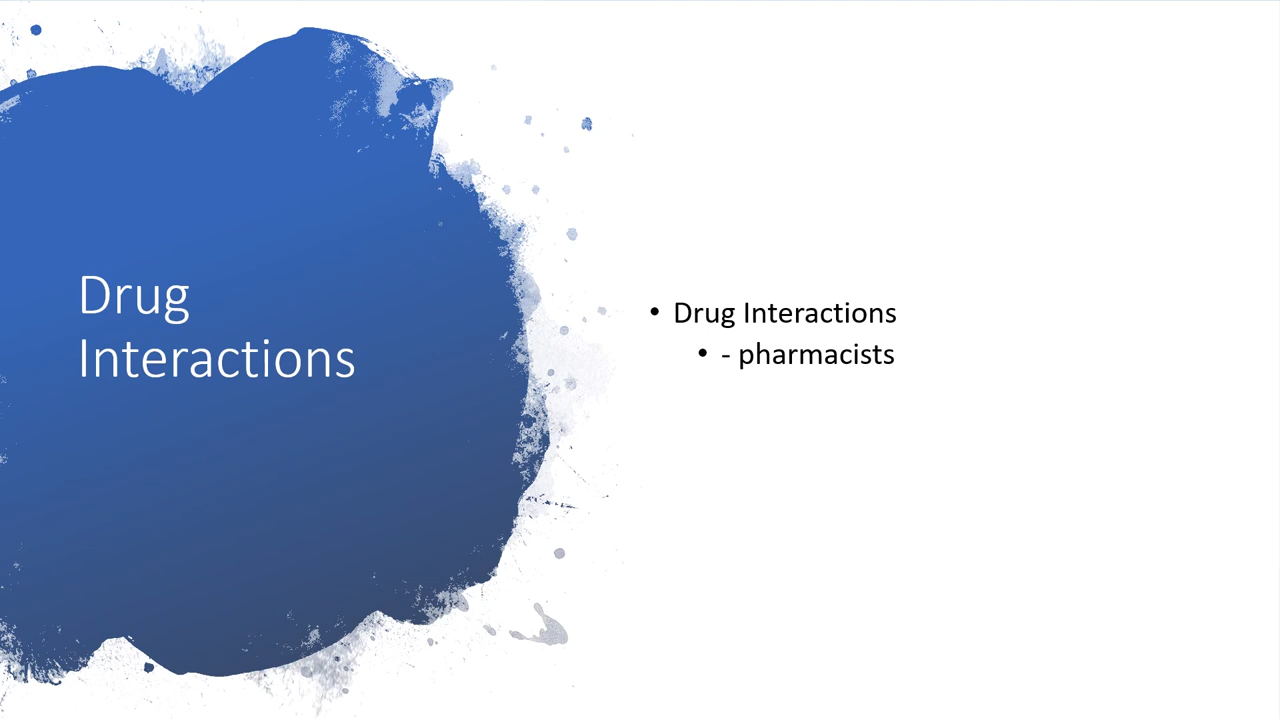 Drug
Interactions
• Drug Interactions
• - pharmacists